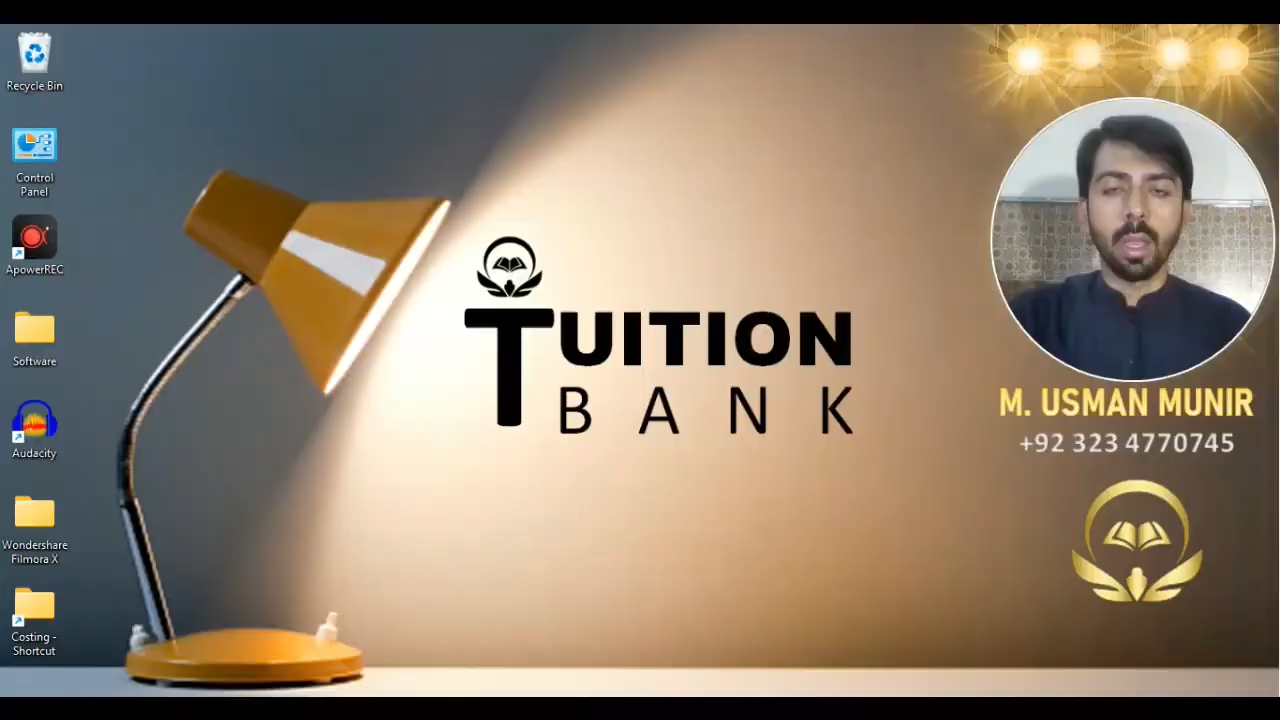 Recycle Bin
Control
Panel
ApowerREC
Software
Audacity
Wondershare
Filmora X
Costing -
Shortcut
TUITION
BANK
M. USMAN MUNIR
+92 323 4770745